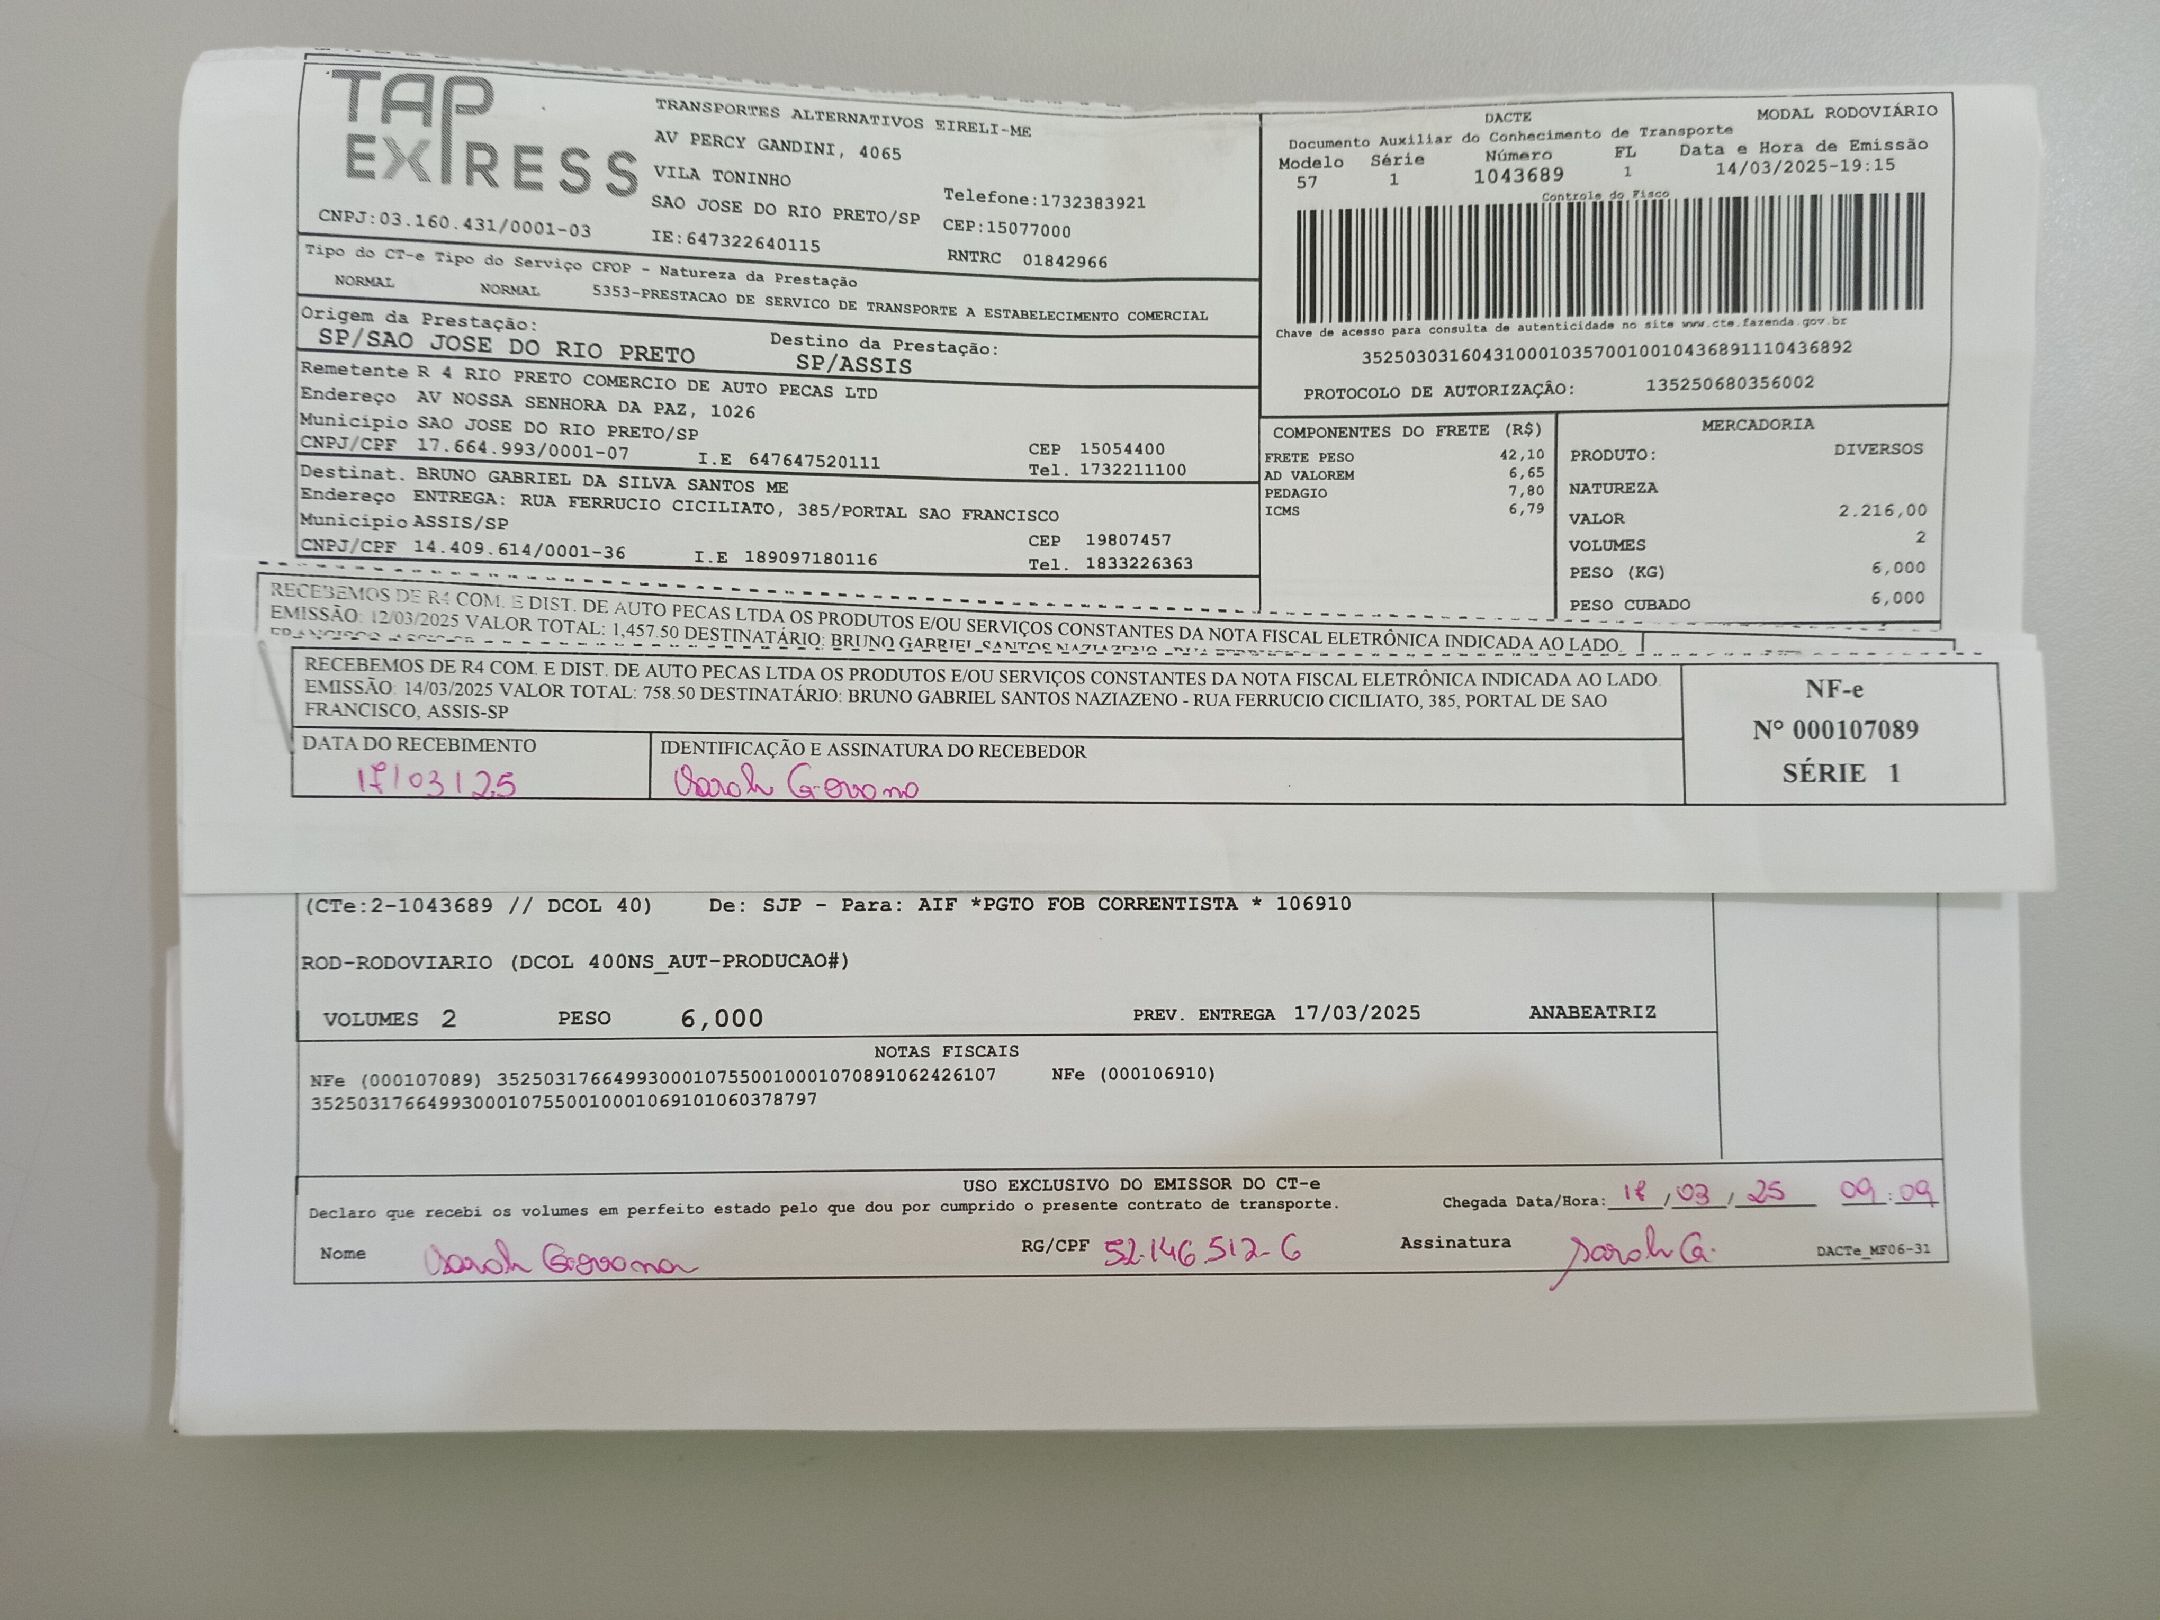 TAP EXPRESS
TRANSPORTES ALTERNATIVOS EIRELI-ME
AV PERCY GANDINI, 4065
VILA TONINHO
SAO JOSE DO RIO PRETO/SP
Telefone:1732383921
CEP:15077000
CNPJ:03.160.431/0001-03
IE:647322640115
RNTRC 01842966
Tipo do CT-e Tipo do Serviço CFOP - Natureza da Prestação
NORMAL NORMAL 5353-PRESTACAO DE SERVICO DE TRANSPORTE A ESTABELECIMENTO COMERCIAL
Origem da Prestação:
SP/SAO JOSE DO RIO PRETO
Destino da Prestação:
SP/ASSIS
Remetente R 4 RIO PRETO COMERCIO DE AUTO PECAS LTD
Endereço AV NOSSA SENHORA DA PAZ, 1026
Municipio SAO JOSE DO RIO PRETO/SP
CEP 15054400
CNPJ/CPF 17.664.993/0001-07 I.E 647647520111 Tel. 1732211100
Destinat. BRUNO GABRIEL DA SILVA SANTOS ME
Endereço ENTREGA: RUA FERRUCIO CICILIATO, 385/PORTAL SAO FRANCISCO
Municipio ASSIS/SP
CEP 19807457
CNPJ/CPF 14.409.614/0001-36 I.E 189097180116 Tel. 1833226363
DACTE MODAL RODOVIÁRIO
Documento Auxiliar do Conhecimento de Transporte
Modelo Série Número FL Data e Hora de Emissão
57 1 1043689 1 14/03/2025-19:15
Controle do Fisco
Chave de acesso para consulta de autenticidade no site www.cte.fazenda.gov.br
35250303160431000103570010010436891110436892
PROTOCOLO DE AUTORIZAÇÃO: 135250680356002
COMPONENTES DO FRETE (R$)
FRETE PESO 42,10
AD VALOREM 6,65
PEDAGIO 7,80
ICMS 6,79
MERCADORIA
PRODUTO: DIVERSOS
NATUREZA
VALOR 2.216,00
VOLUMES 2
PESO (KG) 6,000
PESO CUBADO 6,000
RECEBEMOS DE R4 COM. E DIST. DE AUTO PECAS LTDA OS PRODUTOS E/OU SERVIÇOS CONSTANTES DA NOTA FISCAL ELETRÔNICA INDICADA AO LADO.
EMISSÃO: 12/03/2025 VALOR TOTAL: 1,457.50 DESTINATÁRIO: BRUNO GABRIEL SANTOS NAZIAZENO
RECEBEMOS DE R4 COM. E DIST. DE AUTO PECAS LTDA OS PRODUTOS E/OU SERVIÇOS CONSTANTES DA NOTA FISCAL ELETRÔNICA INDICADA AO LADO.
EMISSÃO: 14/03/2025 VALOR TOTAL: 758.50 DESTINATÁRIO: BRUNO GABRIEL SANTOS NAZIAZENO - RUA FERRUCIO CICILIATO, 385, PORTAL DE SAO
FRANCISCO, ASSIS-SP
NF-e
Nº 000107089
SÉRIE 1
DATA DO RECEBIMENTO
17/03/25
IDENTIFICAÇÃO E ASSINATURA DO RECEBEDOR
Sarah Geovana
(CTe:2-1043689 // DCOL 40) De: SJP - Para: AIF *PGTO FOB CORRENTISTA * 106910
ROD-RODOVIARIO (DCOL 400NS_AUT-PRODUCAO#)
VOLUMES 2 PESO 6,000 PREV. ENTREGA 17/03/2025 ANABEATRIZ
NOTAS FISCAIS
NFe (000107089) 35250317664993000107550010001070891062426107 NFe (000106910)
35250317664993000107550010001069101060378797
USO EXCLUSIVO DO EMISSOR DO CT-e
Declaro que recebi os volumes em perfeito estado pelo que dou por cumprido o presente contrato de transporte.
Chegada Data/Hora: 17/03/25 09:09
Nome Sarah Geovana RG/CPF 52.146.512-6 Assinatura Sarah G. DACTe_MF06-31